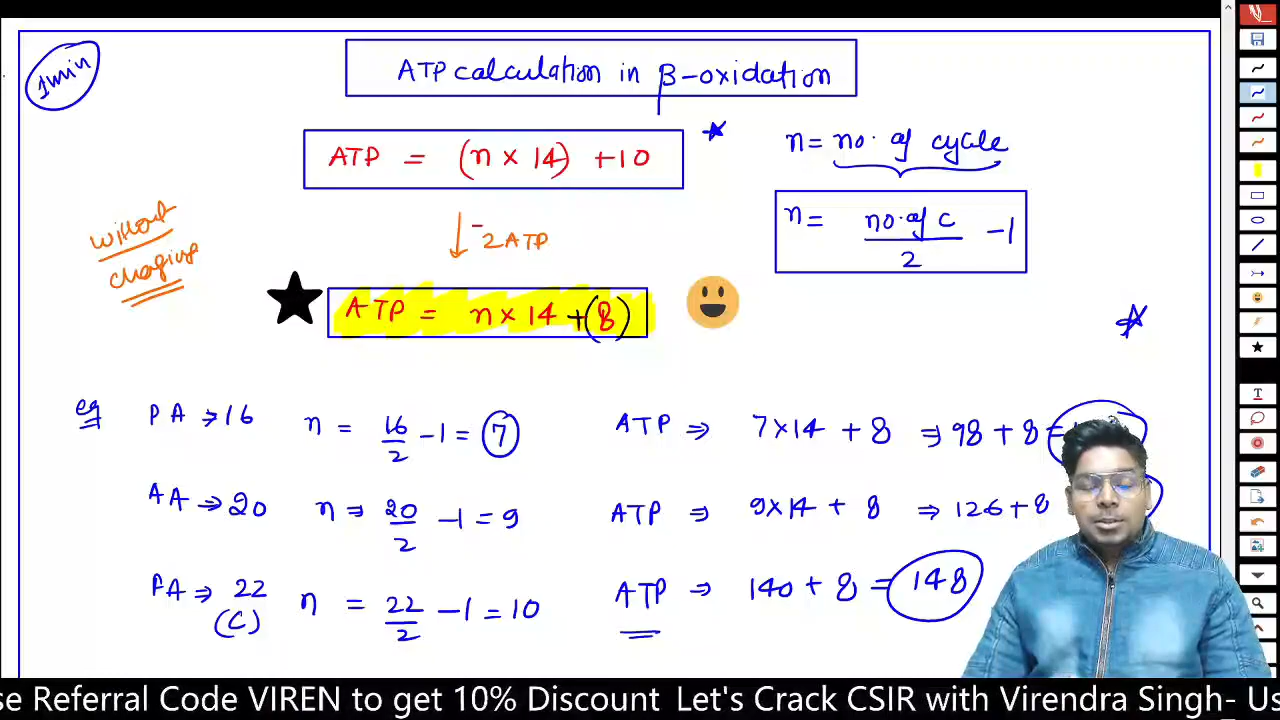 1min
ATP calculation in β-oxidation
ATP = (n × 14) + 10
n = no. of cycle
n = no. of C / 2 - 1
-2 ATP
without
ATP = n × 14 + (8)
eg PA → 16 n = 16/2 - 1 = 7 ATP ⇒ 7×14 + 8 ⇒ 98 + 8 =
AA ⇒ 20 n ⇒ 20/2 - 1 = 9 ATP ⇒ 9×14 + 8 ⇒ 126 + 8
FA ⇒ 22 (C) n = 22/2 - 1 = 10 ATP ⇒ 140 + 8 = 148
T
se Referral Code VIREN to get 10% Discount Let's Crack CSIR with Virendra Singh- Us